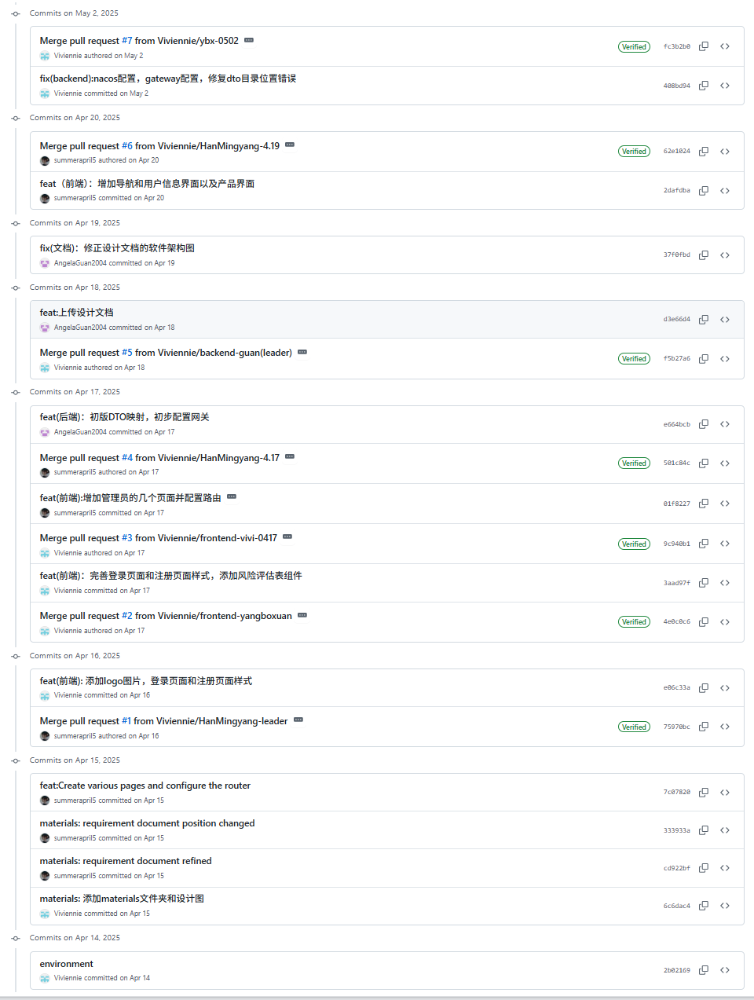 Commits on May 2, 2025
Merge pull request #7 from Viviennie/ybx-0502
Viviennie authored on May 2
Verified
fc3b2b0
fix(backend):nacos配置，gateway配置，修复dto目录位置错误
Viviennie committed on May 2
408bd94
Commits on Apr 20, 2025
Merge pull request #6 from Viviennie/HanMingyang-4.19
summerapril5 authored on Apr 20
Verified
62e1024
feat（前端）：增加导航和用户信息界面以及产品界面
summerapril5 committed on Apr 20
2dafdba
Commits on Apr 19, 2025
fix(文档)：修正设计文档的软件架构图
AngelaGuan2004 committed on Apr 19
37f0fbd
Commits on Apr 18, 2025
feat:上传设计文档
AngelaGuan2004 committed on Apr 18
d3e66d4
Merge pull request #5 from Viviennie/backend-guan(leader)
Viviennie authored on Apr 18
Verified
f5b27a6
Commits on Apr 17, 2025
feat(后端)：初版DTO映射，初步配置网关
AngelaGuan2004 committed on Apr 17
e664bcb
Merge pull request #4 from Viviennie/HanMingyang-4.17
summerapril5 authored on Apr 17
Verified
501c84c
feat(前端):增加管理员的几个页面并配置路由
summerapril5 committed on Apr 17
01f8227
Merge pull request #3 from Viviennie/frontend-vivi-0417
Viviennie authored on Apr 17
Verified
9c940b1
feat(前端)：完善登录页面和注册页面样式，添加风险评估表组件
Viviennie committed on Apr 17
3aad97f
Merge pull request #2 from Viviennie/frontend-yangboxuan
Viviennie authored on Apr 17
Verified
4e0c0c6
Commits on Apr 16, 2025
feat(前端): 添加logo图片，登录页面和注册页面样式
Viviennie committed on Apr 16
e06c33a
Merge pull request #1 from Viviennie/HanMingyang-leader
summerapril5 authored on Apr 16
Verified
75970bc
Commits on Apr 15, 2025
feat:Create various pages and configure the router
summerapril5 committed on Apr 15
7c07820
materials: requirement document position changed
summerapril5 committed on Apr 15
333933a
materials: requirement document refined
summerapril5 committed on Apr 15
cd922bf
materials: 添加materials文件夹和设计图
Viviennie committed on Apr 15
6c6dac4
Commits on Apr 14, 2025
environment
Viviennie committed on Apr 14
2b02169